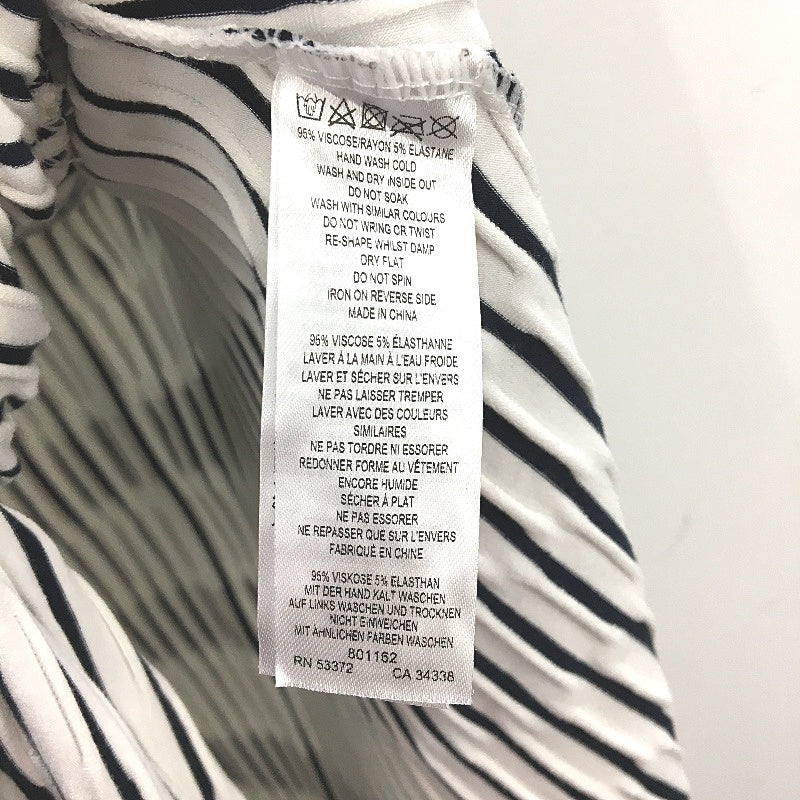 95% VISCOSE/RAYON 5% ELASTANE
HAND WASH COLD
WASH AND DRY INSIDE OUT
DO NOT SOAK
WASH WITH SIMILAR COLOURS
DO NOT WRING OR TWIST
RE-SHAPE WHILST DAMP
DRY FLAT
DO NOT SPIN
IRON ON REVERSE SIDE
MADE IN CHINA
95% VISCOSE 5% ÉLASTHANNE
LAVER À LA MAIN À L'EAU FROIDE
LAVER ET SÉCHER SUR L'ENVERS
NE PAS LAISSER TREMPER
LAVER AVEC DES COULEURS
SIMILAIRES
NE PAS TORDRE NI ESSORER
REDONNER FORME AU VÊTEMENT
ENCORE HUMIDE
SÉCHER À PLAT
NE PAS ESSORER
NE REPASSER QUE SUR L'ENVERS
FABRIQUÉ EN CHINE
95% VISKOSE 5% ELASTHAN
MIT DER HAND KALT WASCHEN
AUF LINKS WASCHEN UND TROCKNEN
NICHT EINWEICHEN
MIT ÄHNLICHEN FARBEN WASCHEN
801162
RN 53372 CA 34338